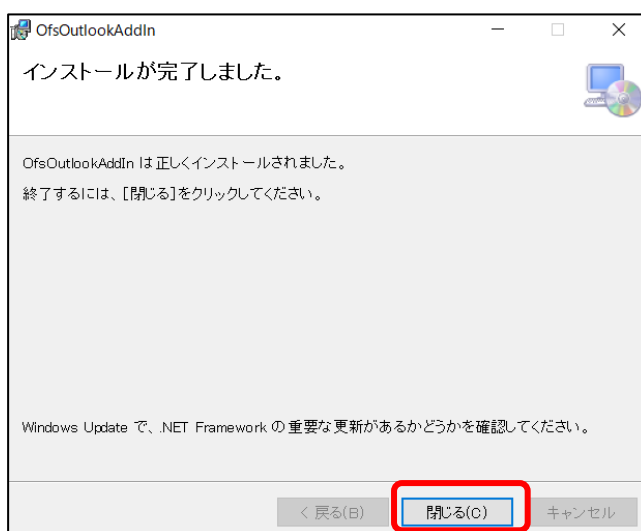 OfsOutlookAddIn
インストールが完了しました。
OfsOutlookAddIn は正しくインストールされました。
終了するには、[閉じる]をクリックしてください。
Windows Update で、.NET Framework の重要な更新があるかどうかを確認してください。
< 戻る(B) 閉じる(C) キャンセル